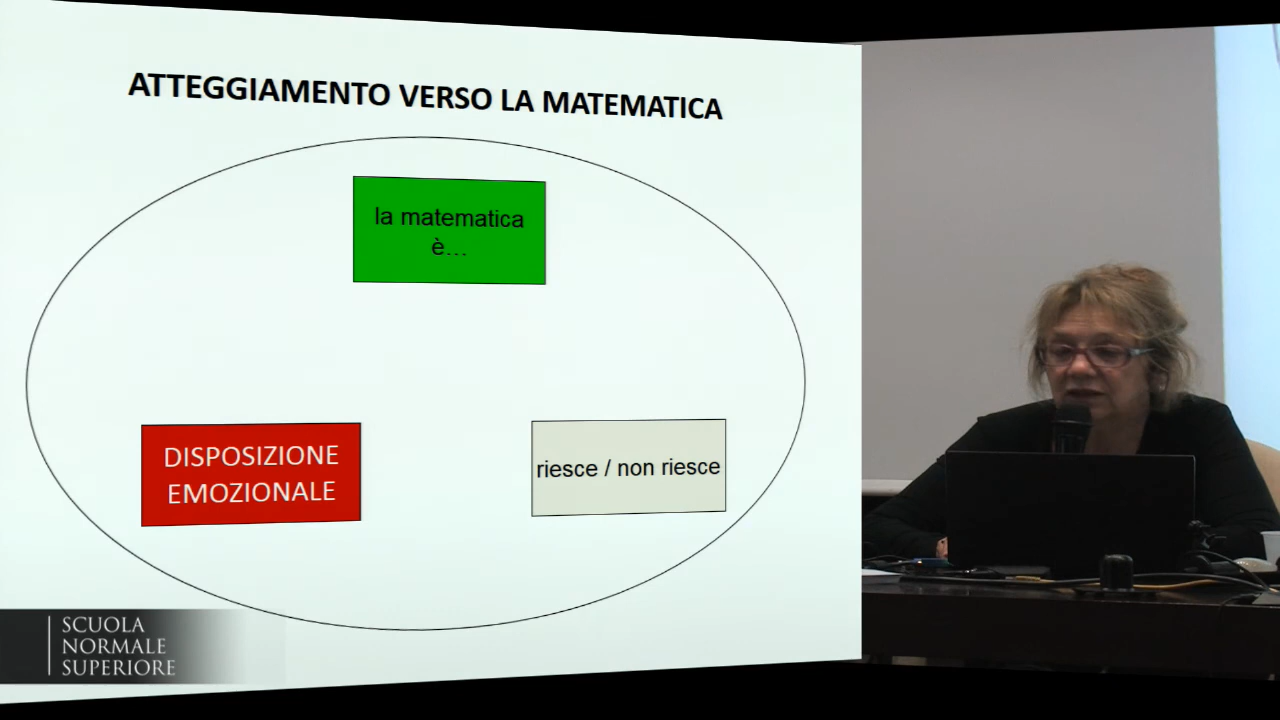 ATTEGGIAMENTO VERSO LA MATEMATICA
la matematica
è...
DISPOSIZIONE
EMOZIONALE
riesce / non riesce
SCUOLA
NORMALE
SUPERIORE